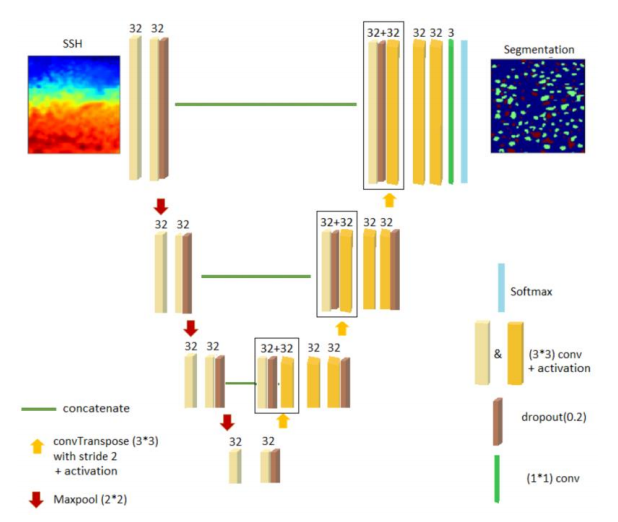 32 32
32+32
32 32 3
SSH
Segmentation
32 32
32+32
32 32
32 32
32+32
32 32
32 32
Softmax
&
(3*3) conv
+ activation
dropout(0.2)
(1*1) conv
concatenate
convTranspose (3*3)
with stride 2
+ activation
Maxpool (2*2)